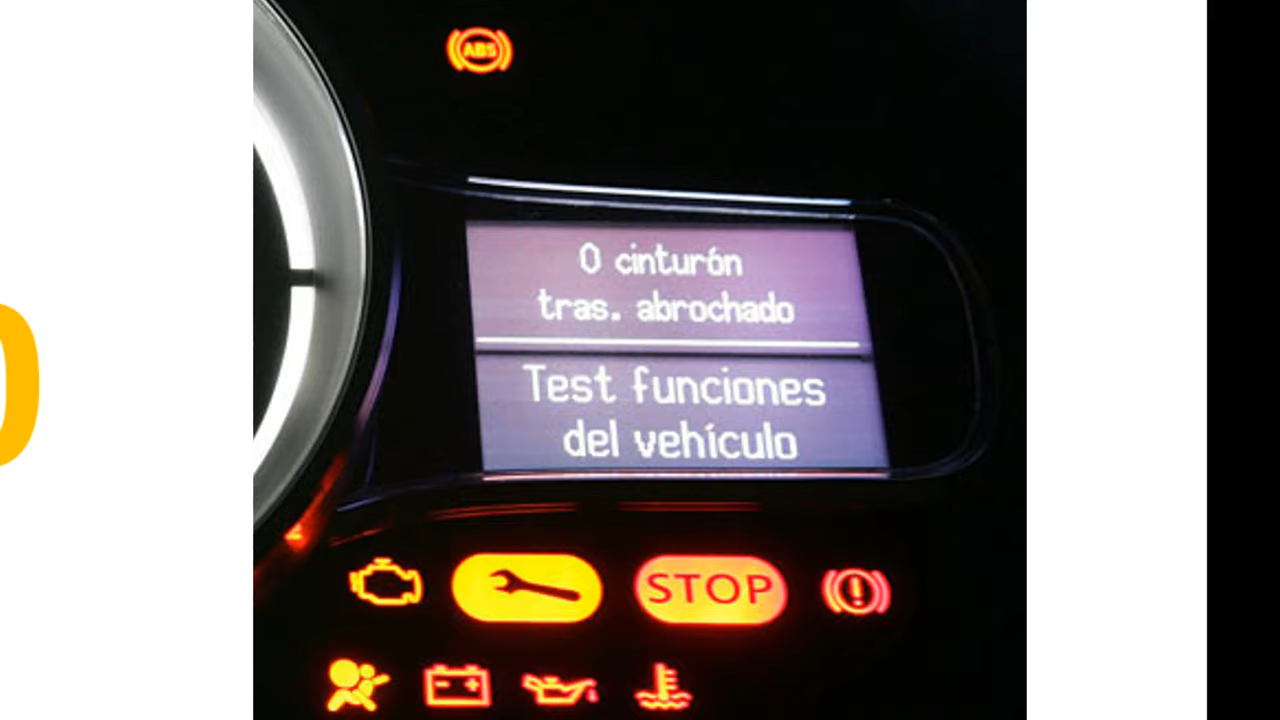 ABS
0 cinturón
tras. abrochado
Test funciones
del vehículo
STOP